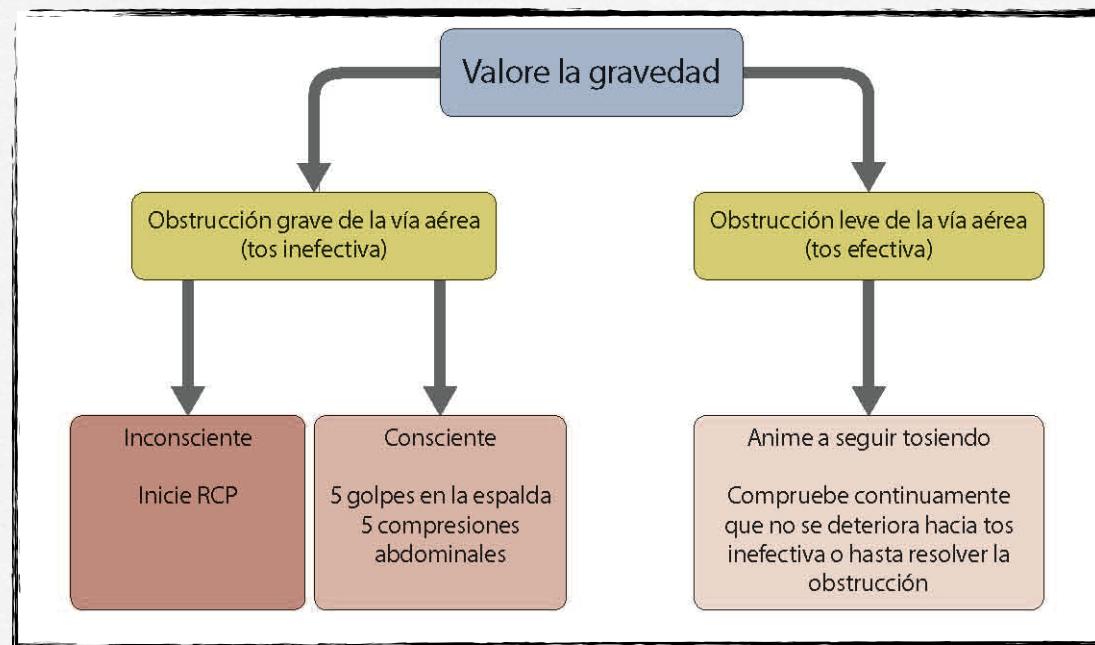 Valore la gravedad
Obstrucción grave de la vía aérea
(tos inefectiva)
Obstrucción leve de la vía aérea
(tos efectiva)
Inconsciente
Inicie RCP
Consciente
5 golpes en la espalda
5 compresiones
abdominales
Anime a seguir tosiendo
Compruebe continuamente
que no se deteriora hacia tos
inefectiva o hasta resolver la
obstrucción